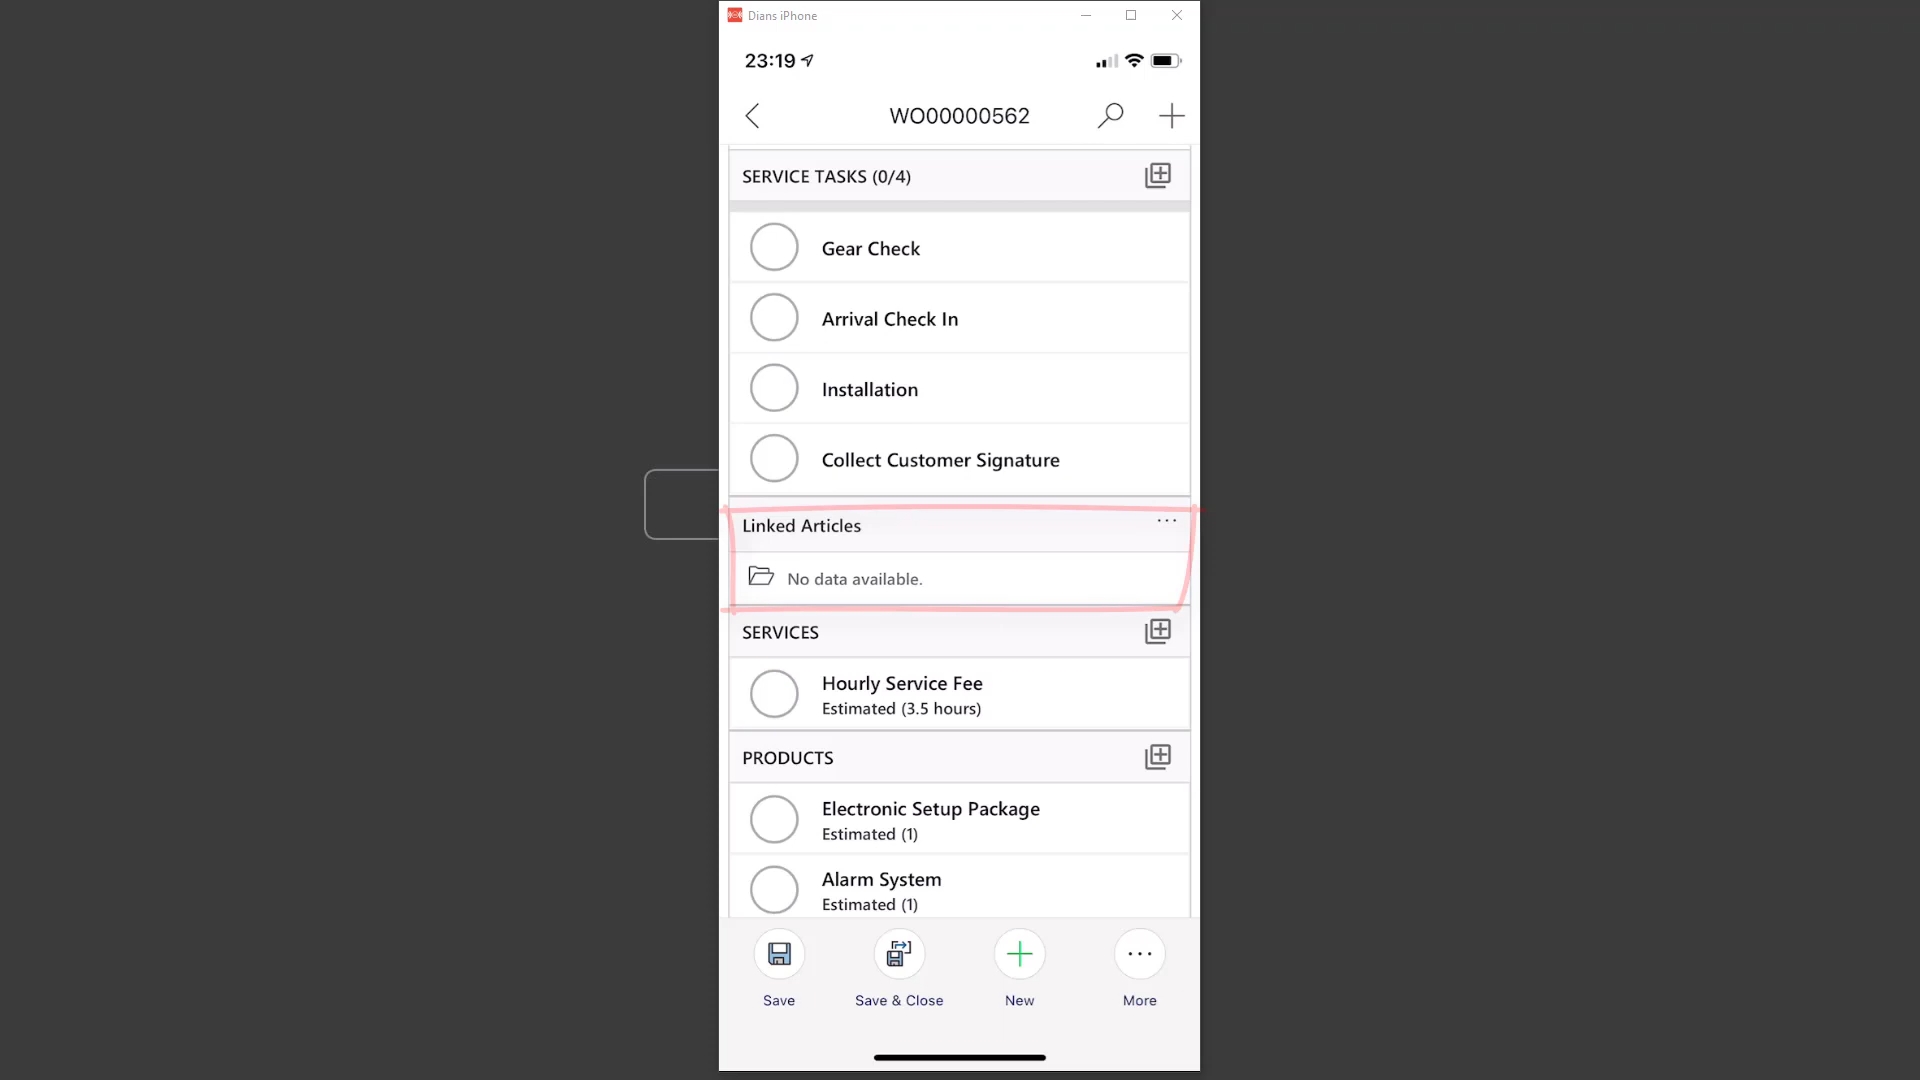 Dians iPhone
23:19
WO00000562
SERVICE TASKS (0/4)
Gear Check
Arrival Check In
Installation
Collect Customer Signature
Linked Articles
No data available.
SERVICES
Hourly Service Fee
Estimated (3.5 hours)
PRODUCTS
Electronic Setup Package
Estimated (1)
Alarm System
Estimated (1)
Save
Save & Close
New
More